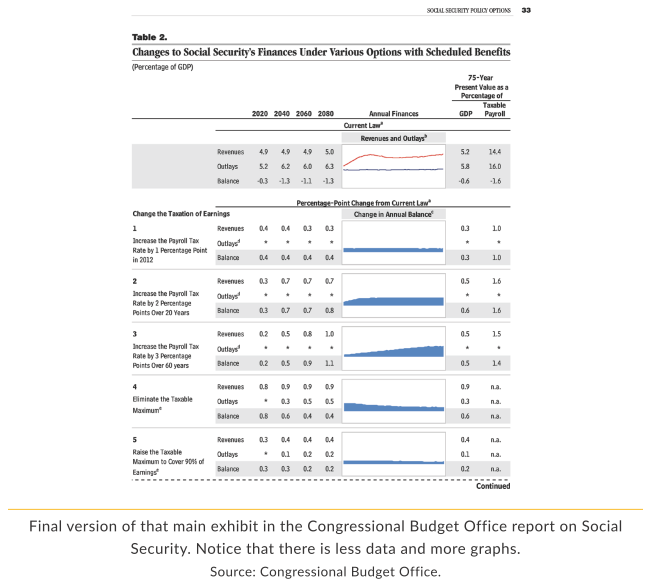 SOCIAL SECURITY POLICY OPTIONS 33
Table 2.
Changes to Social Security's Finances Under Various Options with Scheduled Benefits
(Percentage of GDP)
75-Year
Present Value as a
Percentage of
Taxable
2020 2040 2060 2080 Annual Finances GDP Payroll
Current Lawᵃ
Revenues and Outlaysᵇ
Revenues 4.9 4.9 4.9 5.0 5.2 14.4
Outlays 5.2 6.2 6.0 6.3 5.8 16.0
Balance -0.3 -1.3 -1.1 -1.3 -0.6 -1.6
Percentage-Point Change from Current Lawᵃ
Change the Taxation of Earnings Change in Annual Balanceᶜ
1 Revenues 0.4 0.4 0.3 0.3 0.3 1.0
Increase the Payroll Tax Outlaysᵈ * * * * * *
Rate by 1 Percentage Point Balance 0.4 0.4 0.4 0.4 0.3 1.0
in 2012
2 Revenues 0.3 0.7 0.7 0.7 0.5 1.6
Increase the Payroll Tax Outlaysᵈ * * * * * *
Rate by 2 Percentage Balance 0.3 0.7 0.7 0.8 0.6 1.6
Points Over 20 Years
3 Revenues 0.2 0.5 0.8 1.0 0.5 1.5
Increase the Payroll Tax Outlaysᵈ * * * * * *
Rate by 3 Percentage Balance 0.2 0.5 0.9 1.1 0.5 1.4
Points Over 60 years
4 Revenues 0.8 0.9 0.9 0.9 0.9 n.a.
Eliminate the Taxable Outlays * 0.3 0.5 0.5 0.3 n.a.
Maximumᵉ Balance 0.8 0.6 0.4 0.4 0.6 n.a.
5 Revenues 0.3 0.4 0.4 0.4 0.4 n.a.
Raise the Taxable Outlays * 0.1 0.2 0.2 0.1 n.a.
Maximum to Cover 90% of Balance 0.3 0.3 0.2 0.2 0.2 n.a.
Earningsᵉ
Continued
Final version of that main exhibit in the Congressional Budget Office report on Social
Security. Notice that there is less data and more graphs.
Source: Congressional Budget Office.